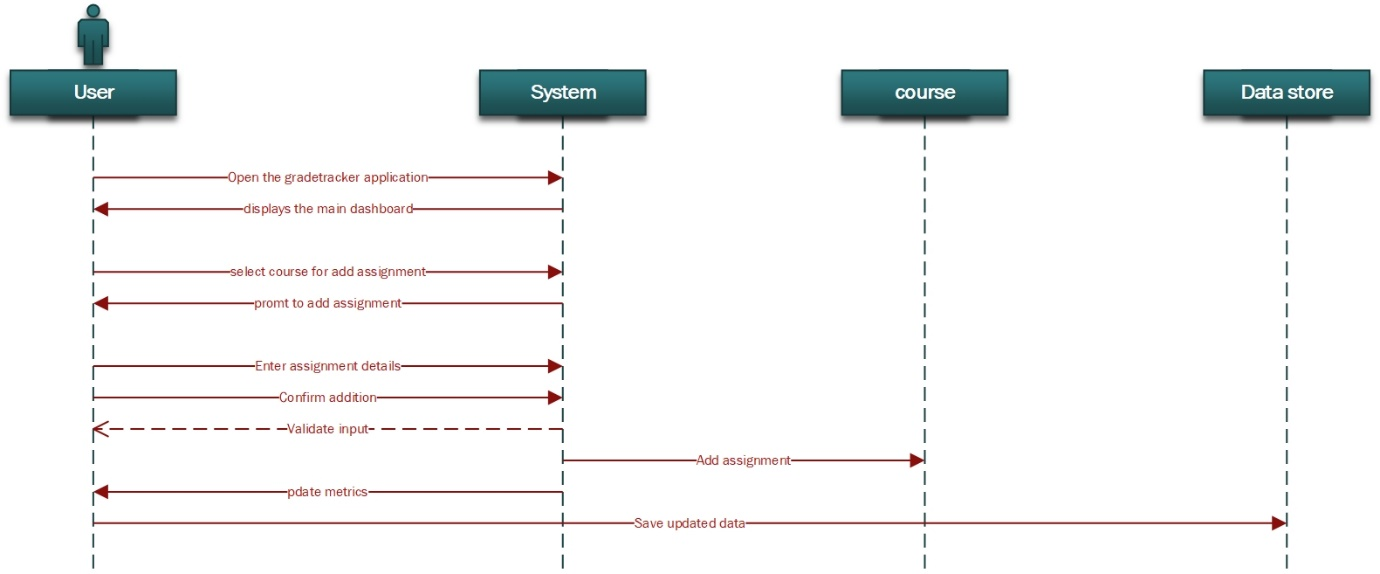 User
System
course
Data store
Open the gradetracker application
displays the main dashboard
select course for add assignment
promt to add assignment
Enter assignment details
Confirm addition
Validate input
Add assignment
pdate metrics
Save updated data